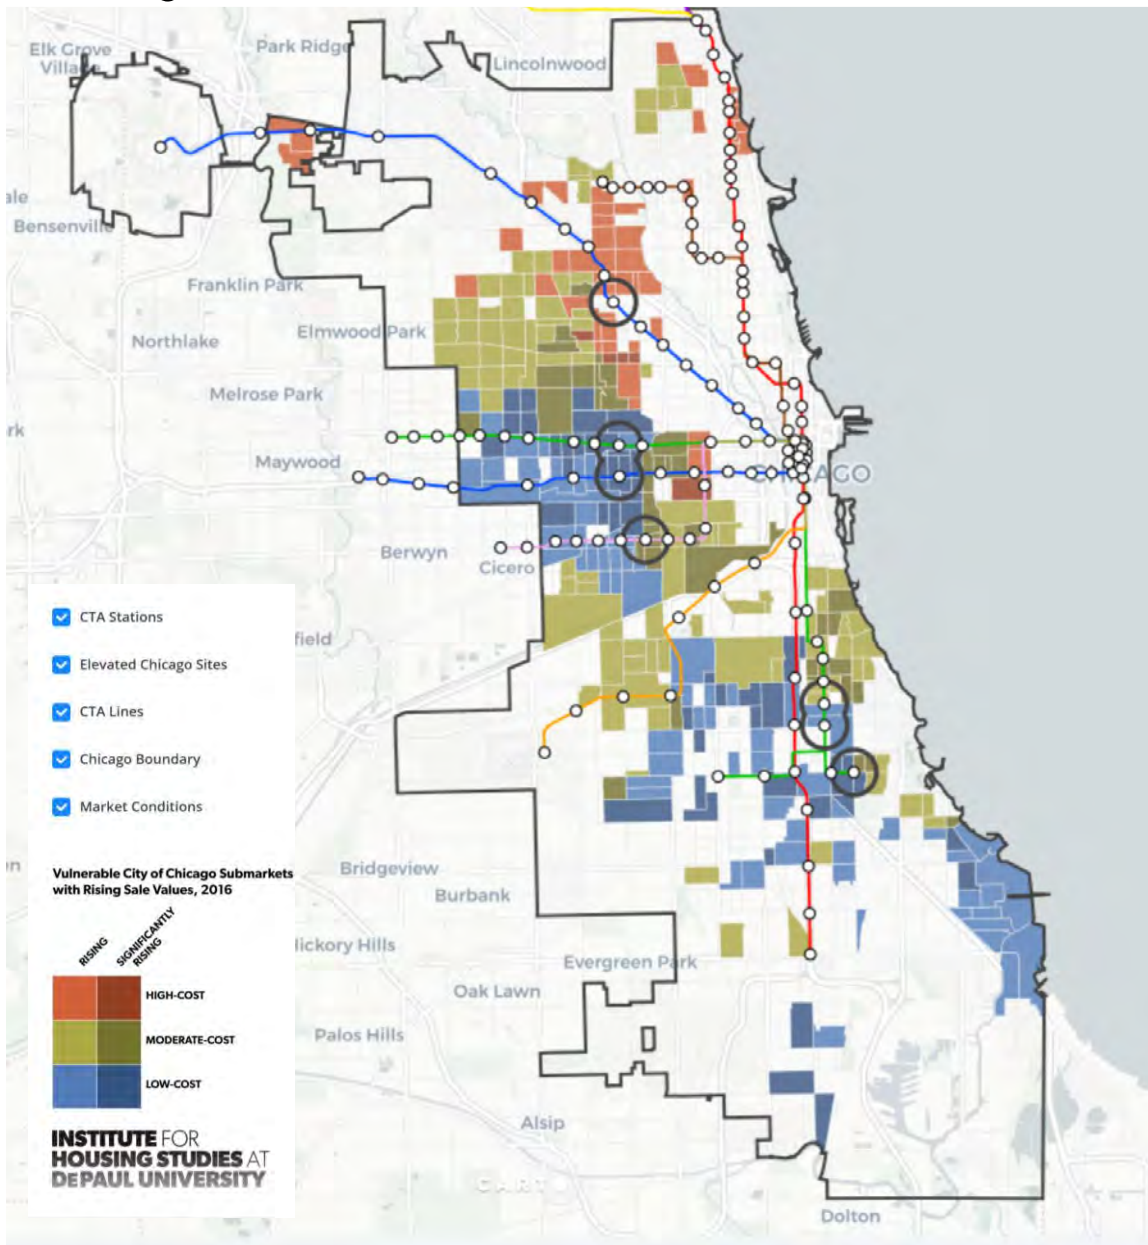 Elk Grove
Village
Park Ridge
Lincolnwood
Bensenville
Franklin Park
Northlake
Elmwood Park
Melrose Park
Maywood
CHICAGO
Berwyn
Cicero
CTA Stations
Elevated Chicago Sites
CTA Lines
Chicago Boundary
Market Conditions
field
Bridgeview
Burbank
Hickory Hills
Evergreen Park
Oak Lawn
Palos Hills
Alsip
Dolton
Vulnerable City of Chicago Submarkets
with Rising Sale Values, 2016
RISING
SIGNIFICANTLY
RISING
HIGH-COST
MODERATE-COST
LOW-COST
INSTITUTE FOR
HOUSING STUDIES AT
DEPAUL UNIVERSITY
CARTO